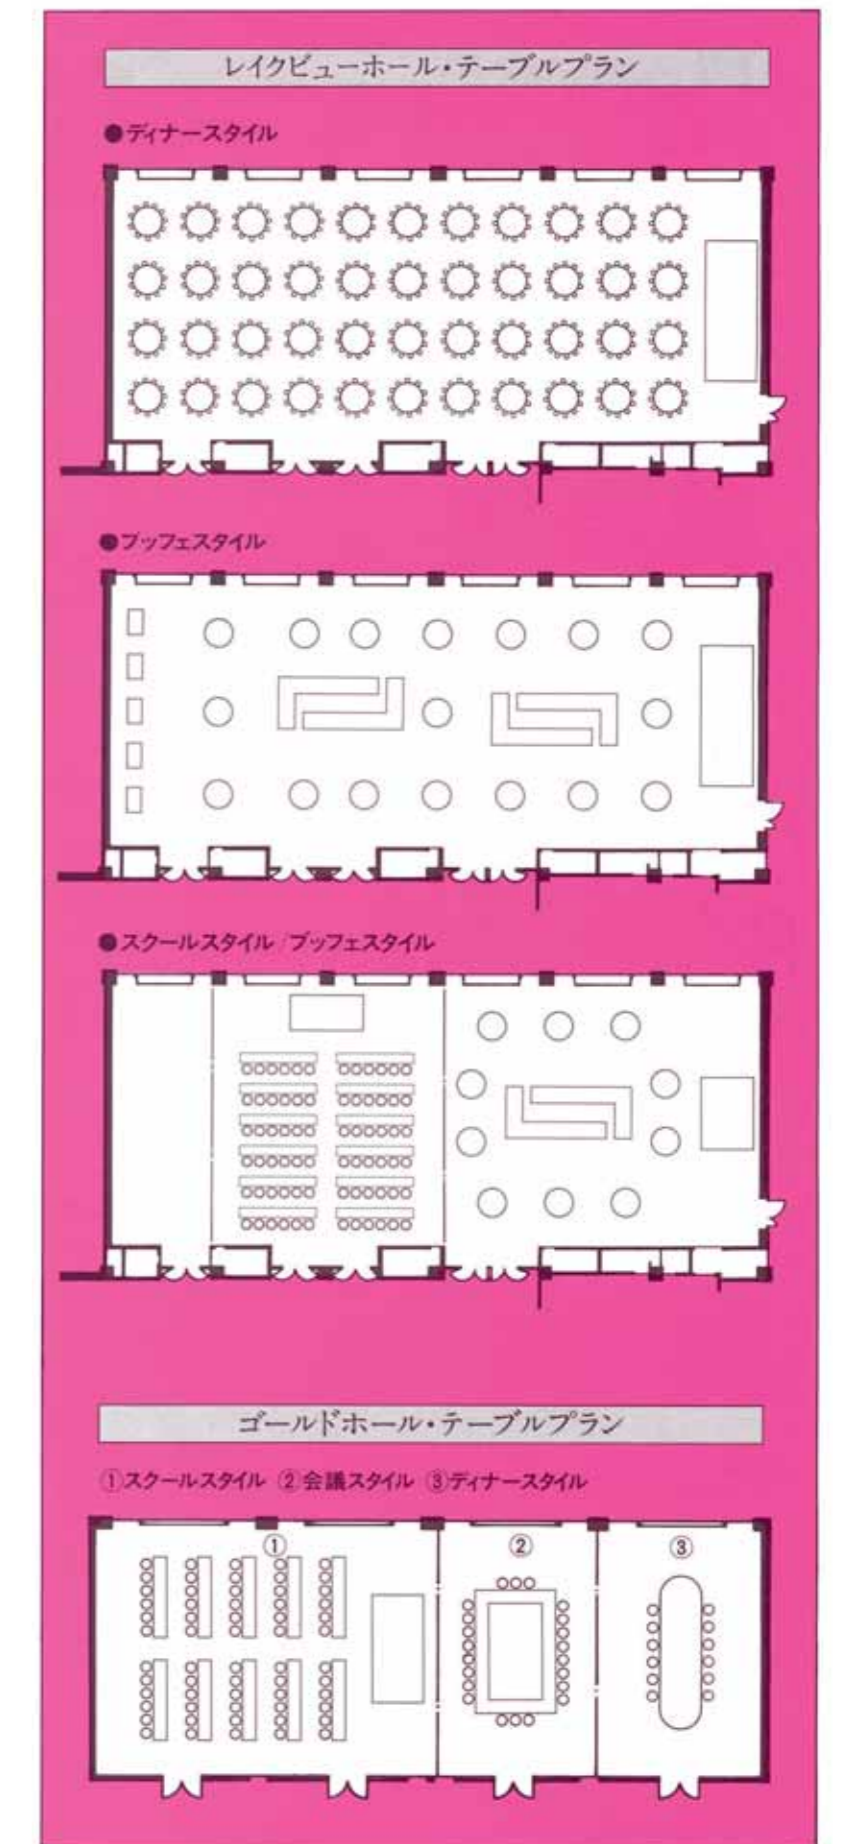 レイクビューホール・テーブルプラン
●ディナースタイル
●ブッフェスタイル
●スクールスタイル/ブッフェスタイル
ゴールドホール・テーブルプラン
①スクールスタイル ②会議スタイル ③ディナースタイル
① ② ③